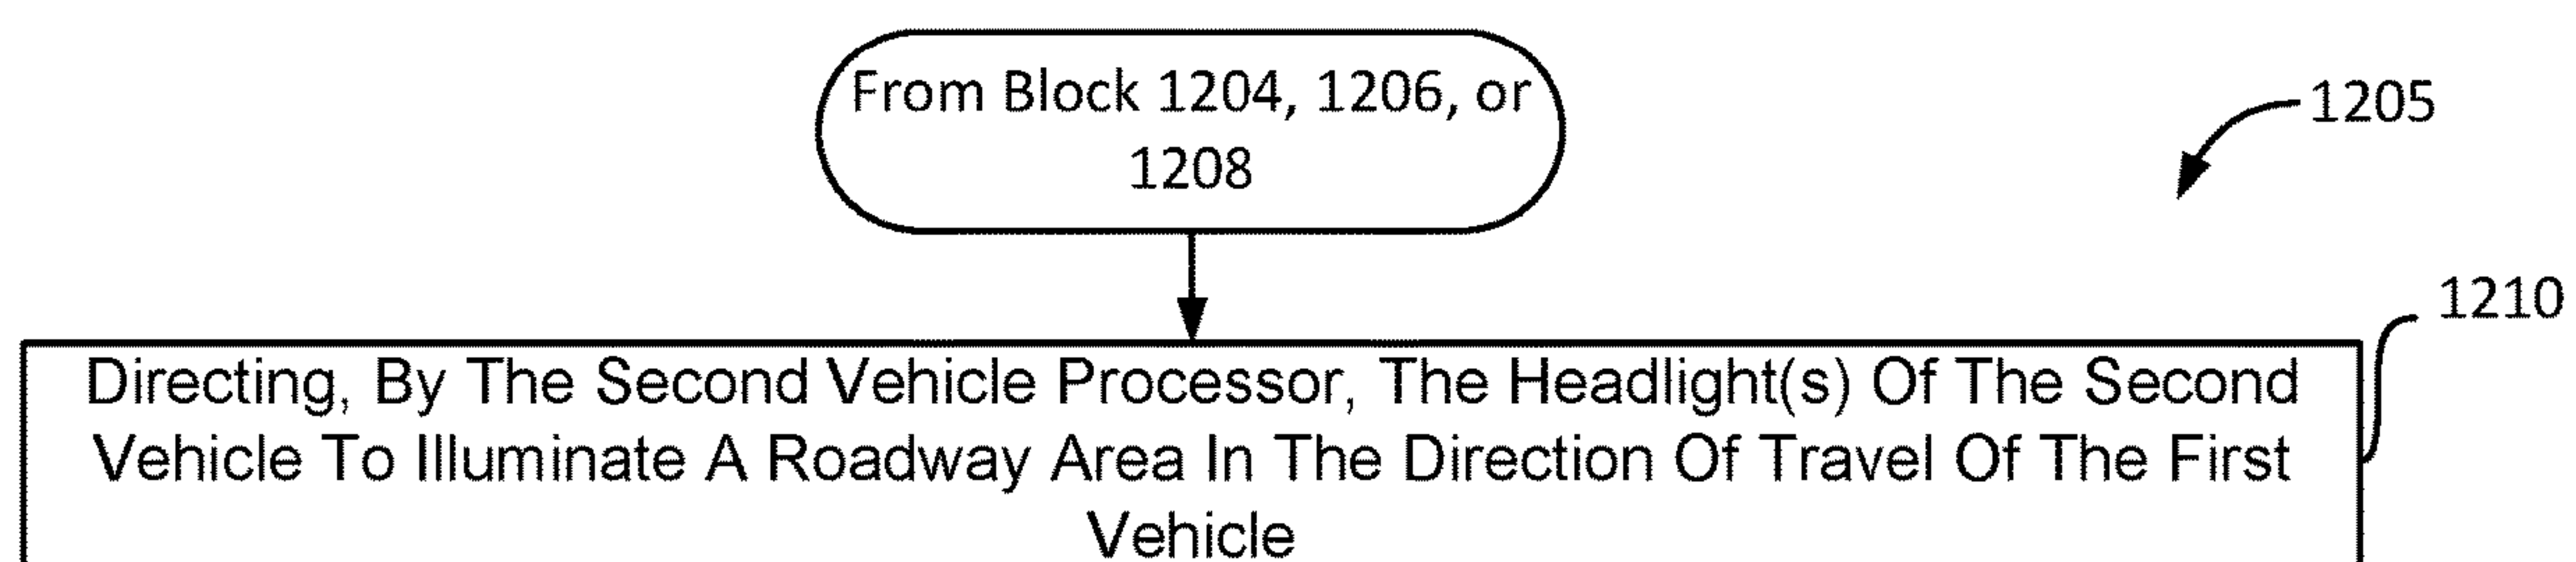 From Block 1204, 1206, or
1208
1205
1210
Directing, By The Second Vehicle Processor, The Headlight(s) Of The Second
Vehicle To Illuminate A Roadway Area In The Direction Of Travel Of The First
Vehicle